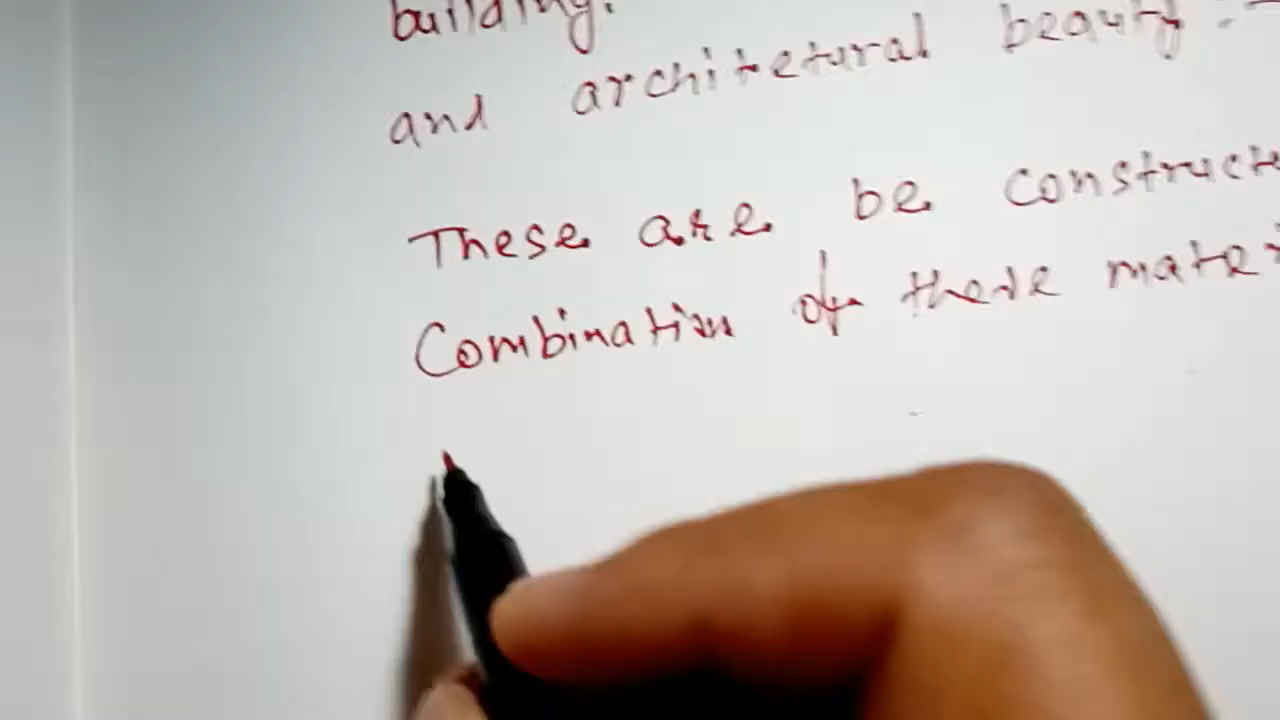 building.
and architetural beauty.
These are be construct
Combination of these mate